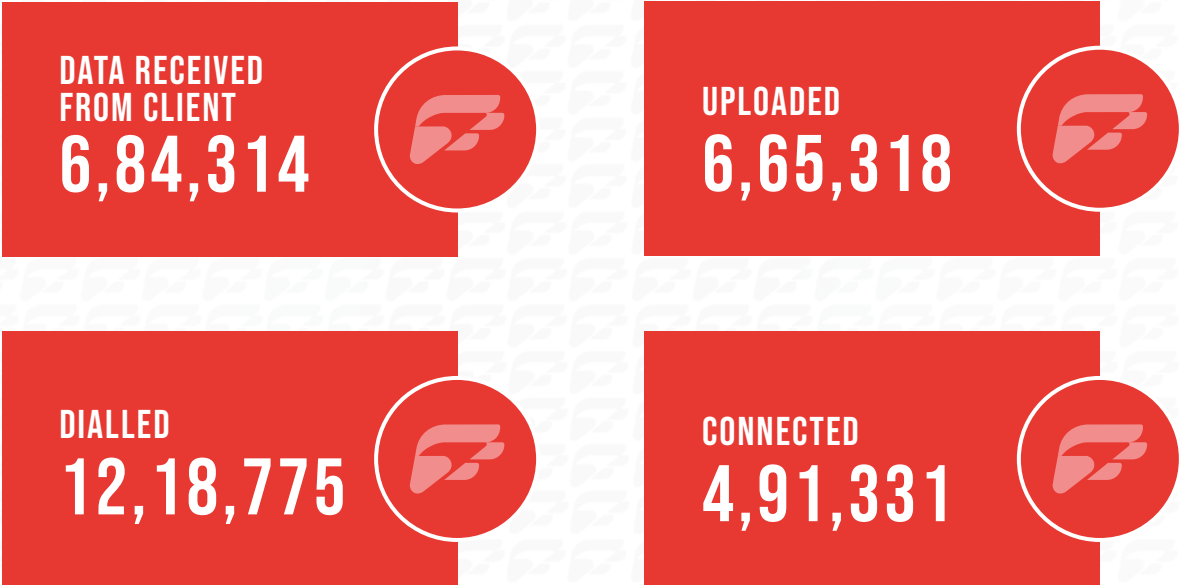 DATA RECEIVED
FROM CLIENT
6,84,314
UPLOADED
6,65,318
DIALLED
12,18,775
CONNECTED
4,91,331